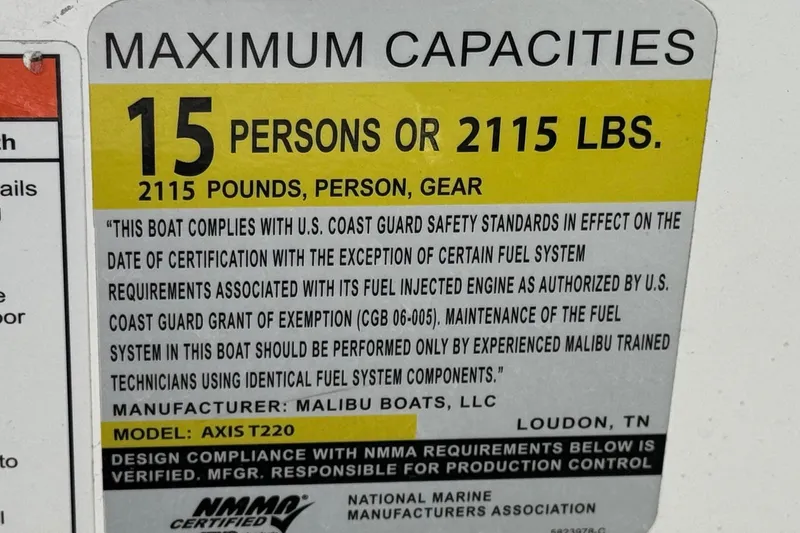 MAXIMUM CAPACITIES
15 PERSONS OR 2115 LBS.
2115 POUNDS, PERSON, GEAR
"THIS BOAT COMPLIES WITH U.S. COAST GUARD SAFETY STANDARDS IN EFFECT ON THE
DATE OF CERTIFICATION WITH THE EXCEPTION OF CERTAIN FUEL SYSTEM
REQUIREMENTS ASSOCIATED WITH ITS FUEL INJECTED ENGINE AS AUTHORIZED BY U.S.
COAST GUARD GRANT OF EXEMPTION (CGB 06-005). MAINTENANCE OF THE FUEL
SYSTEM IN THIS BOAT SHOULD BE PERFORMED ONLY BY EXPERIENCED MALIBU TRAINED
TECHNICIANS USING IDENTICAL FUEL SYSTEM COMPONENTS."
MANUFACTURER: MALIBU BOATS, LLC
LOUDON, TN
MODEL: AXIS T220
DESIGN COMPLIANCE WITH NMMA REQUIREMENTS BELOW IS
VERIFIED. MFGR. RESPONSIBLE FOR PRODUCTION CONTROL
NMMA®
CERTIFIED
NATIONAL MARINE
MANUFACTURERS ASSOCIATION
ails
to